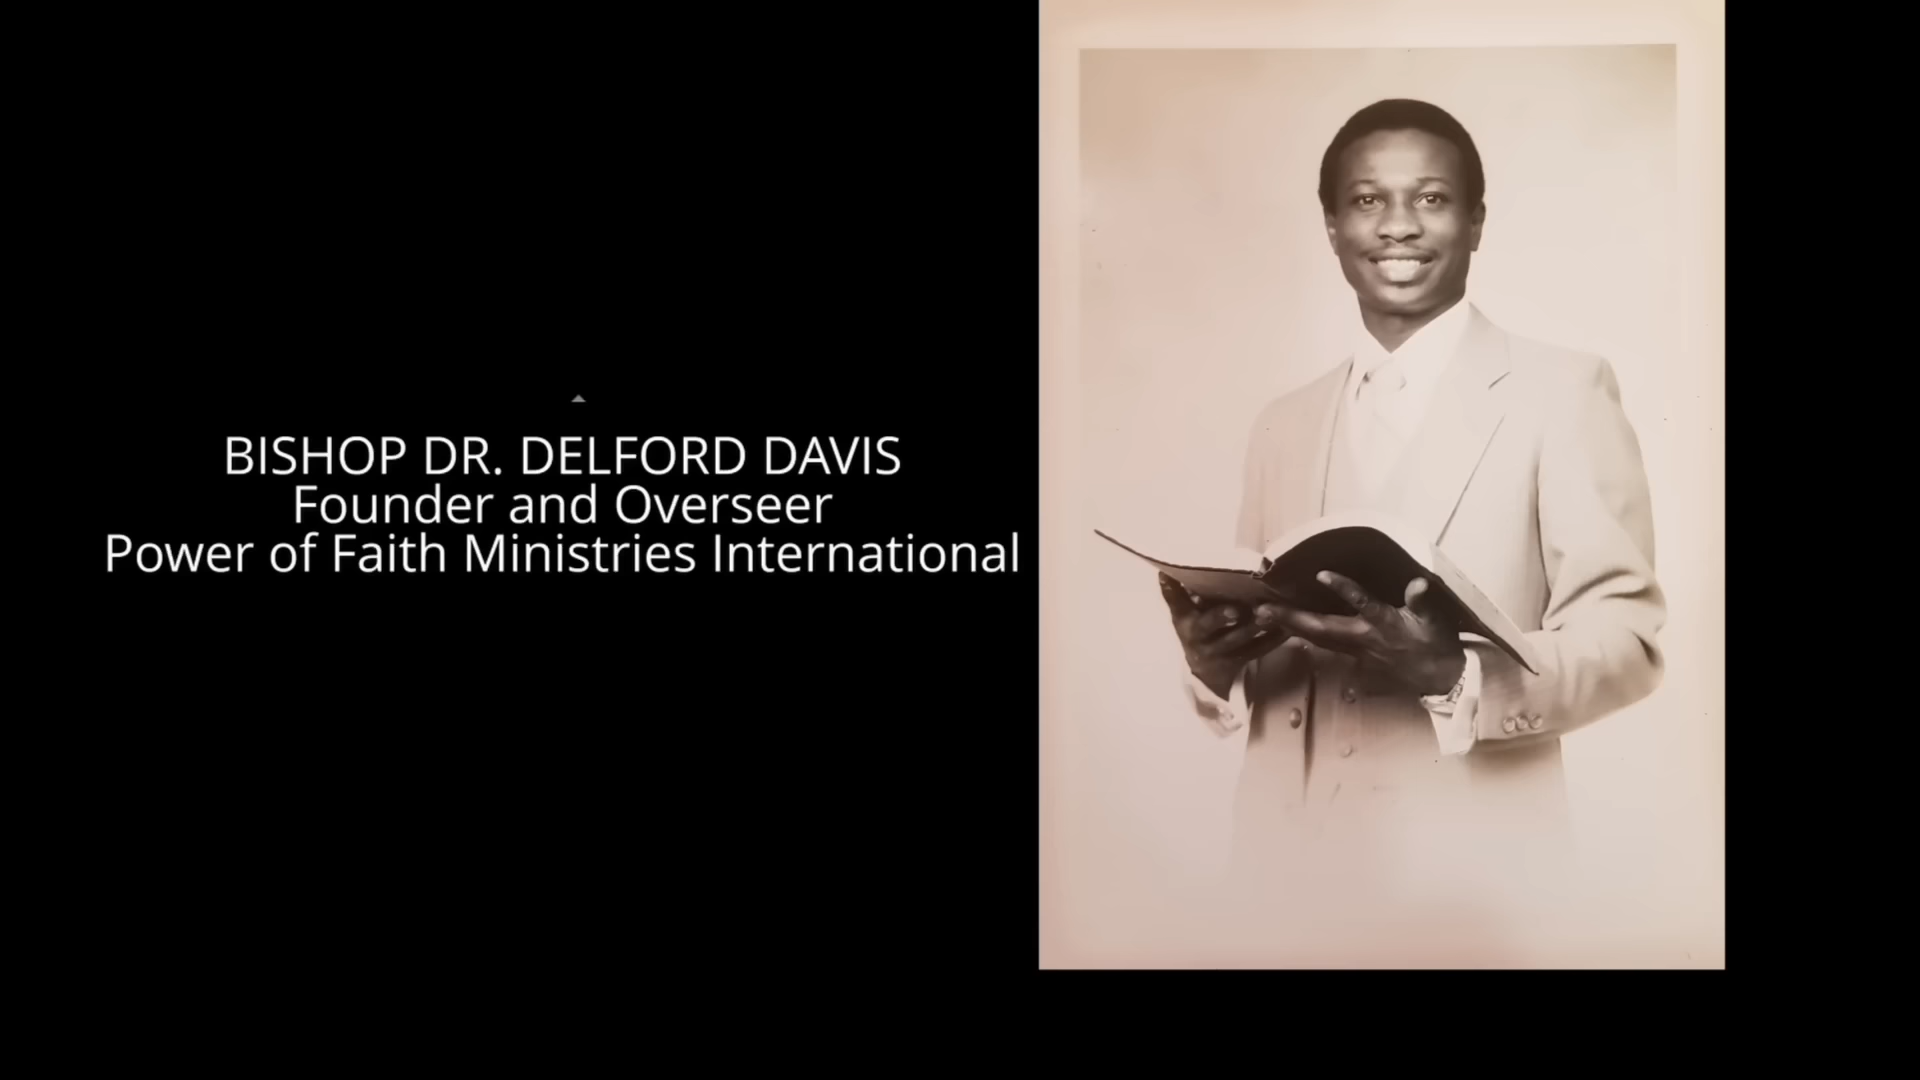 BISHOP DR. DELFORD DAVIS
Founder and Overseer
Power of Faith Ministries International